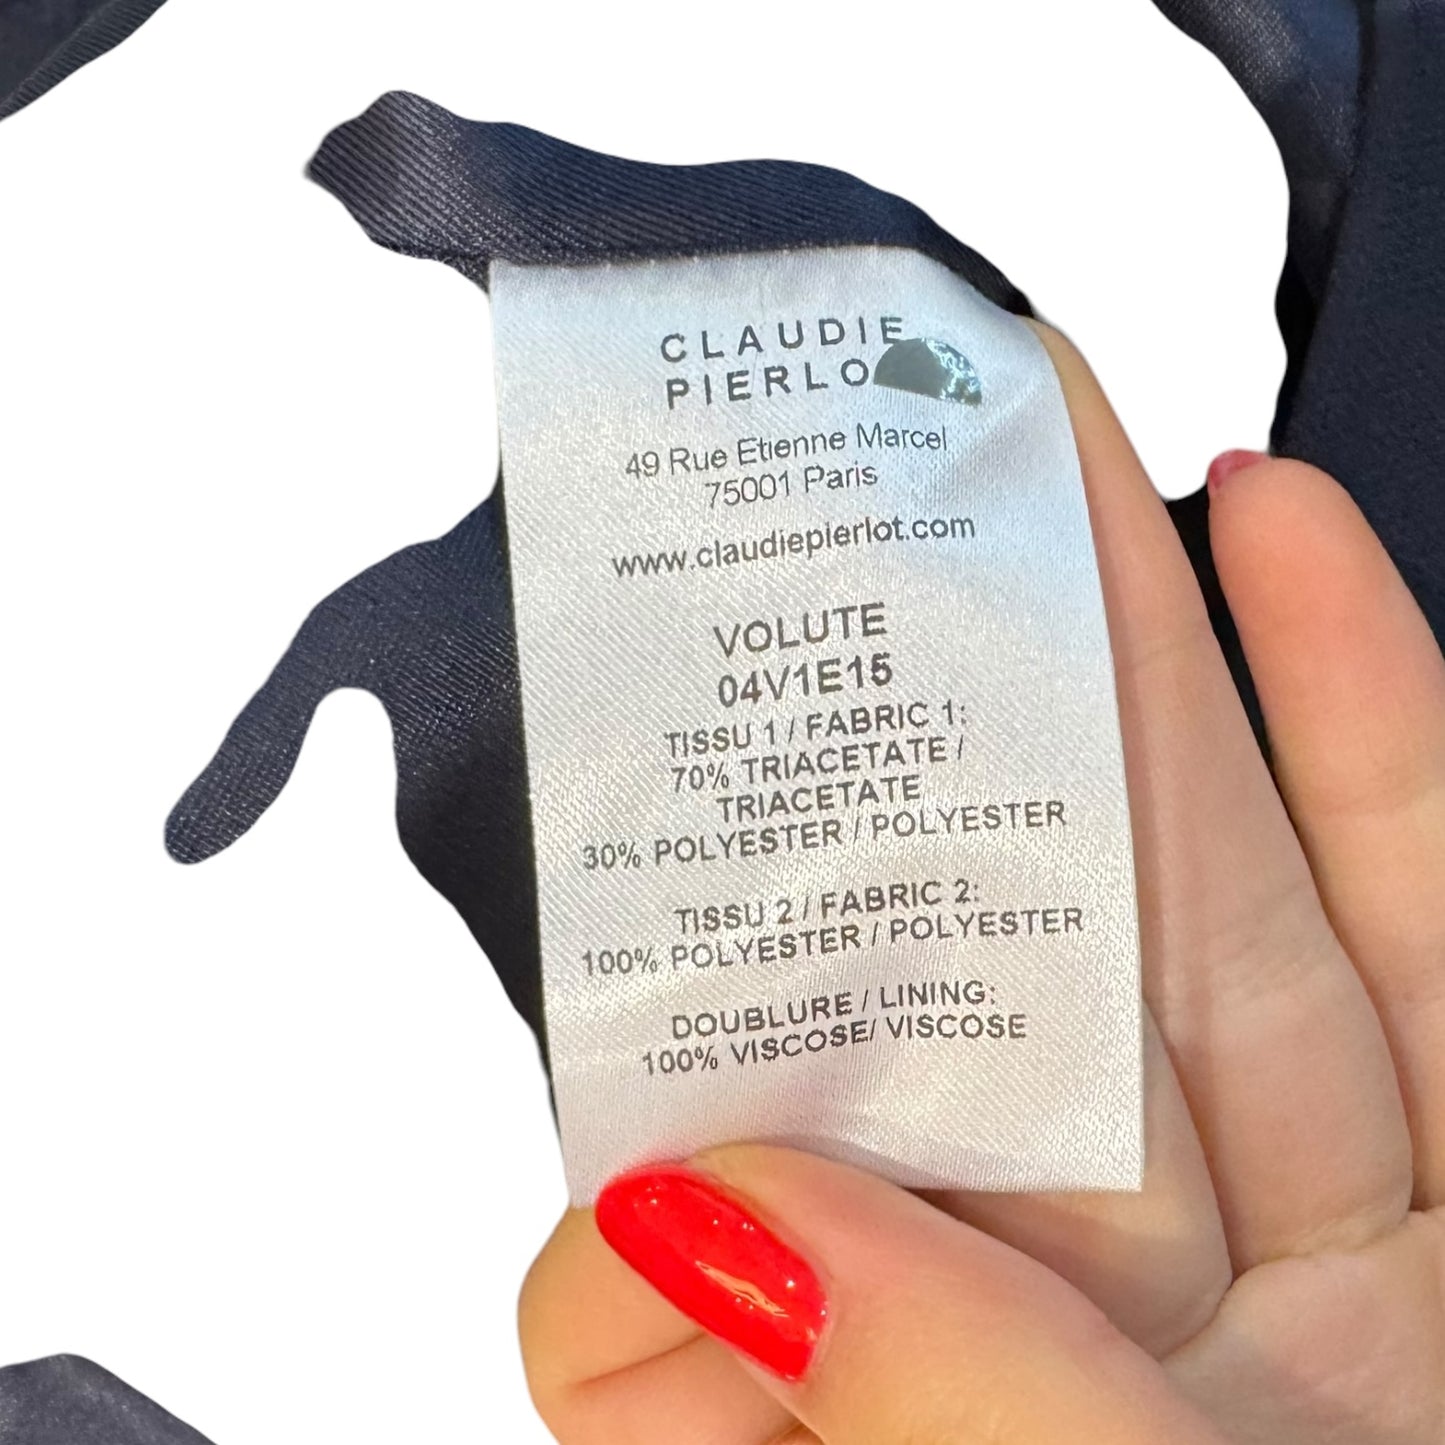 CLAUDIE
PIERLO
49 Rue Etienne Marcel
75001 Paris
www.claudiepierlot.com
VOLUTE
04V1E15
TISSU 1 / FABRIC 1:
70% TRIACETATE /
TRIACETATE
30% POLYESTER / POLYESTER
TISSU 2 / FABRIC 2:
100% POLYESTER / POLYESTER
DOUBLURE / LINING:
100% VISCOSE/ VISCOSE